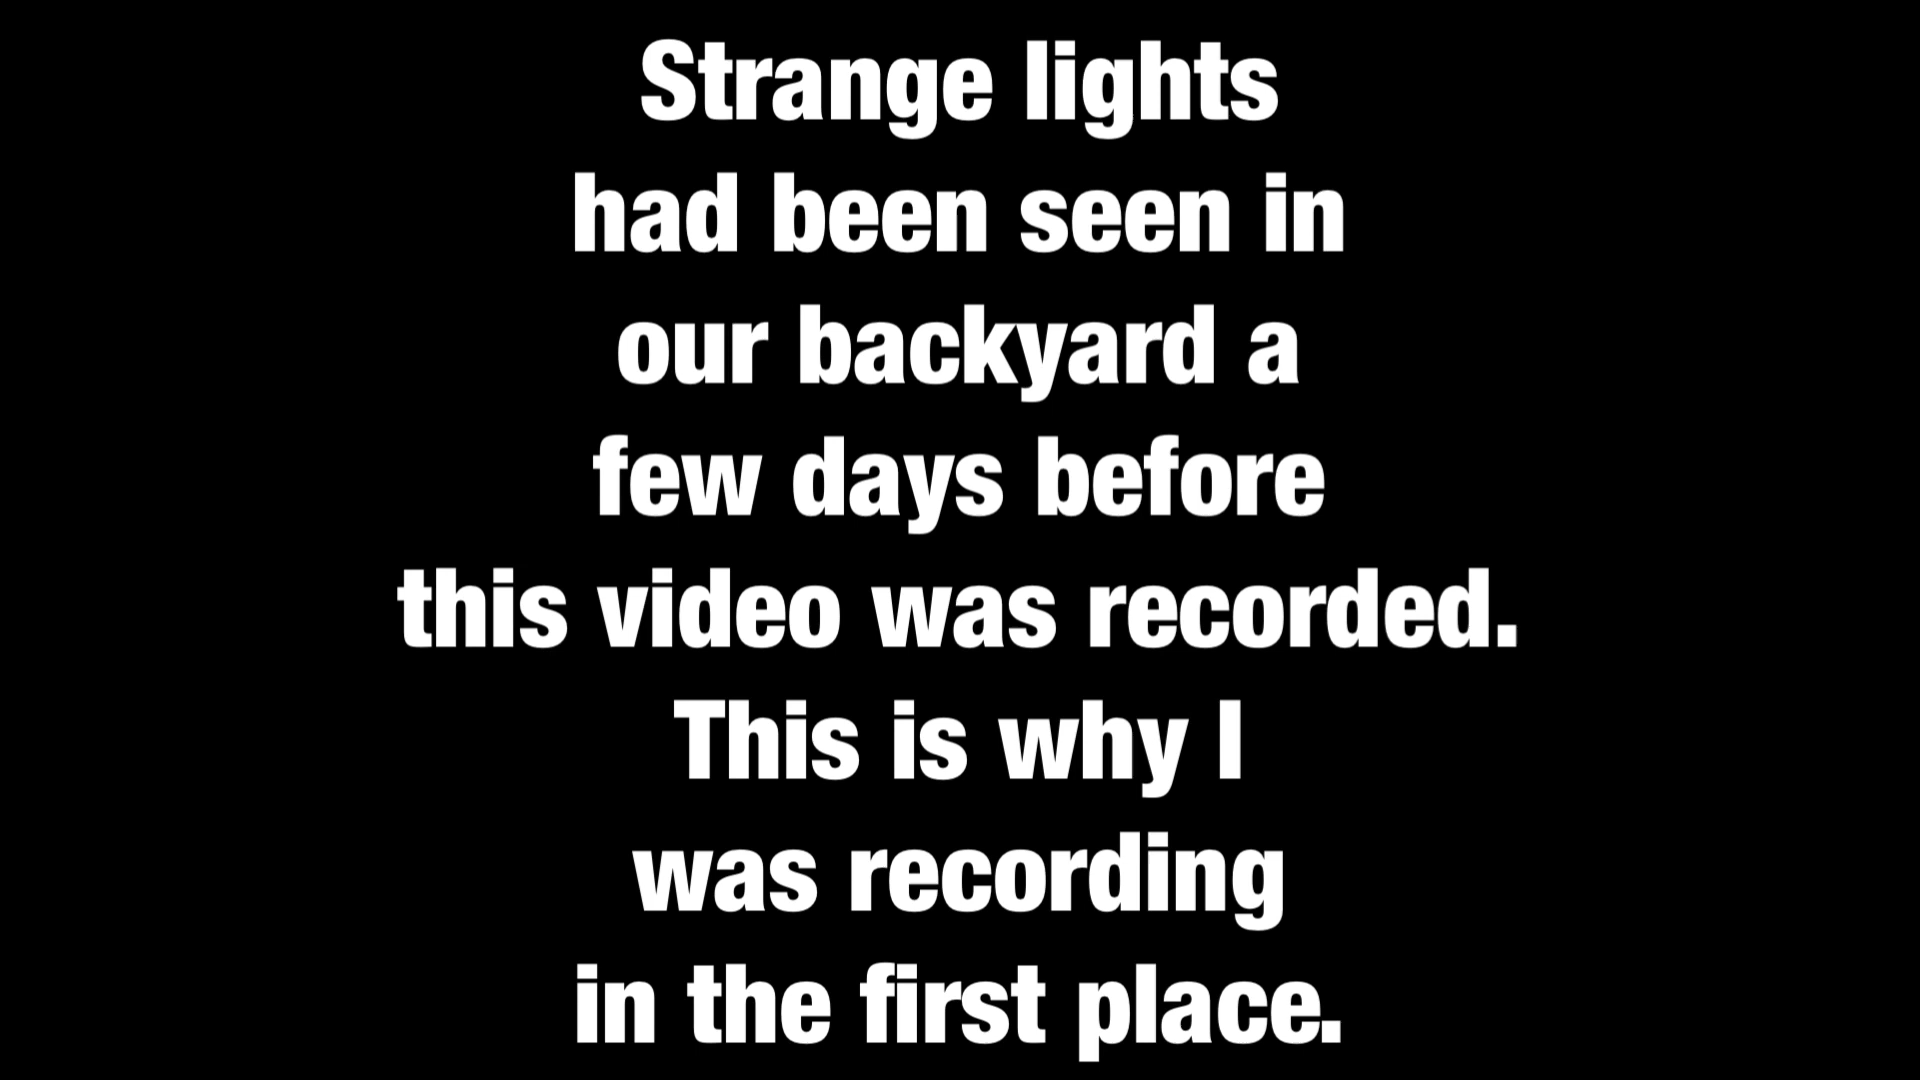 Strange lights
had been seen in
our backyard a
few days before
this video was recorded.
This is why I
was recording
in the first place.